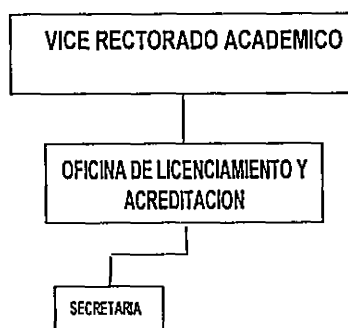 VICE RECTORADO ACADEMICO
OFICINA DE LICENCIAMIENTO Y
ACREDITACION
SECRETARIA